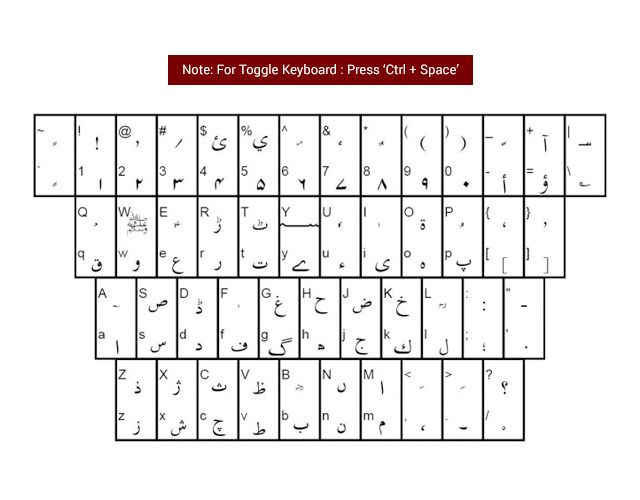 Note: For Toggle Keyboard : Press ‘Ctrl + Space’
~ ! ! @ # ؍ $ ئ % ي ^ & * ( ( ) ) _ + آ |
` 1 ۱ 2 ۲ 3 ۳ 4 ۴ 5 ۵ 6 ۶ 7 ۷ 8 ۸ 9 ۹ 0 ۰ - أ = ؤ \
Q W ﷺ E R ڑ T ٹ Y U I O ة P { }
q ق w و e ع r ر t ت y ے u ء i ی o ہ p پ [ [ ] ]
A S ص D ڈ F G غ H ح J ض K خ L : : " -
a ا s س d د f ف g گ h ھ j ج k ک l ل ; ؛ ' .
Z ذ X ژ C ث V ظ B N ں M < > ? ؟
z ز x ش c چ v ط b ب n ن m م , ، . ۔ /